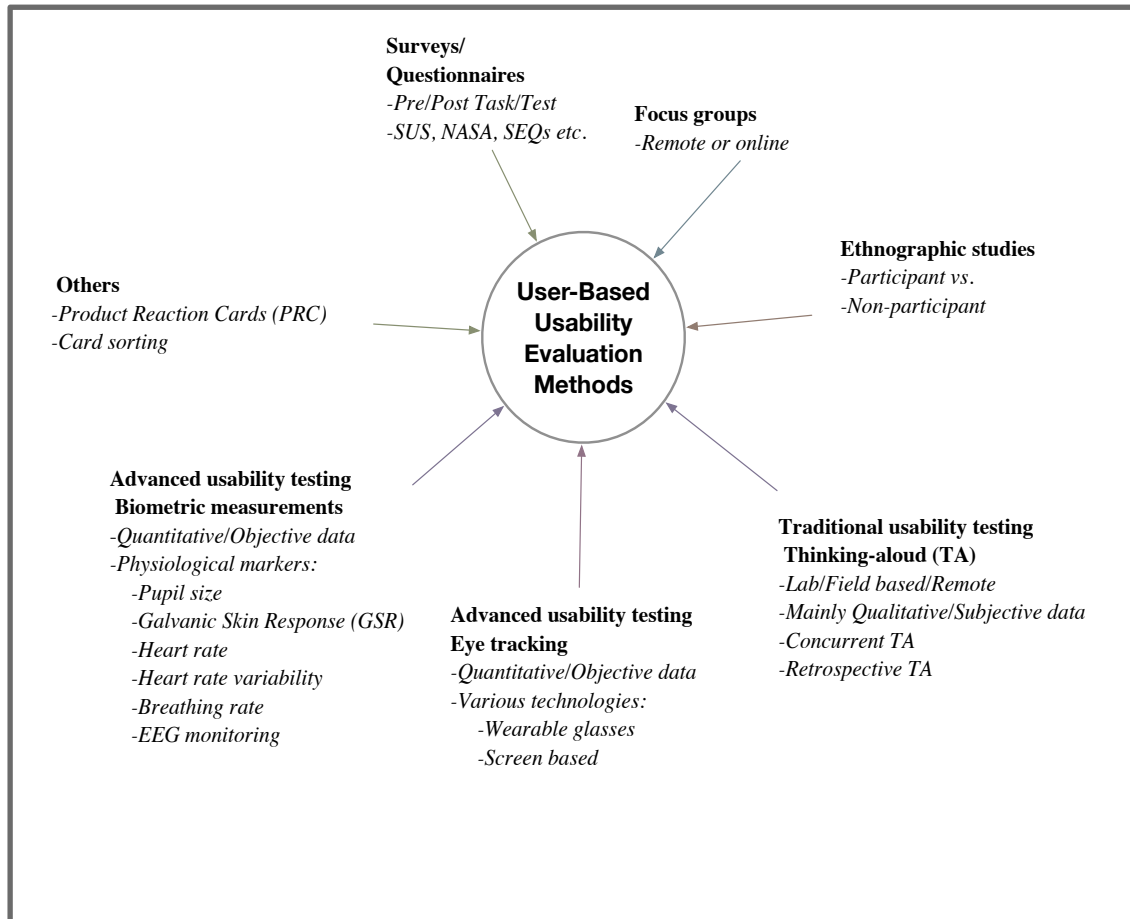 Surveys/
Questionnaires
-Pre/Post Task/Test
-SUS, NASA, SEQs etc.
Focus groups
-Remote or online
Ethnographic studies
-Participant vs.
-Non-participant
Others
-Product Reaction Cards (PRC)
-Card sorting
User-Based
Usability
Evaluation
Methods
Advanced usability testing
Biometric measurements
-Quantitative/Objective data
-Physiological markers:
-Pupil size
-Galvanic Skin Response (GSR)
-Heart rate
-Heart rate variability
-Breathing rate
-EEG monitoring
Advanced usability testing
Eye tracking
-Quantitative/Objective data
-Various technologies:
-Wearable glasses
-Screen based
Traditional usability testing
Thinking-aloud (TA)
-Lab/Field based/Remote
-Mainly Qualitative/Subjective data
-Concurrent TA
-Retrospective TA